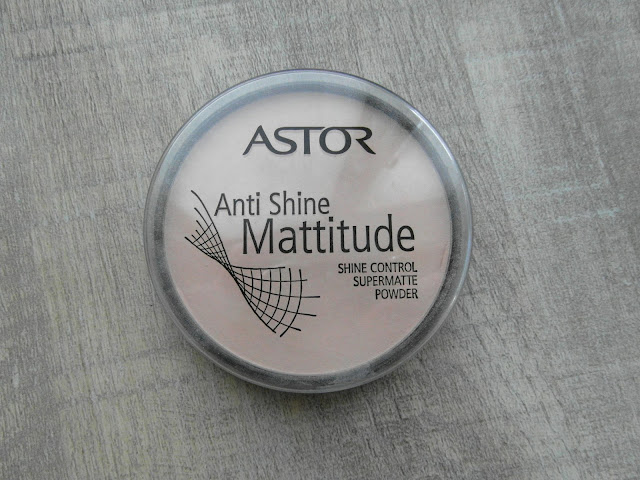 ASTOR
Anti Shine
Mattitude
SHINE CONTROL
SUPERMATTE
POWDER